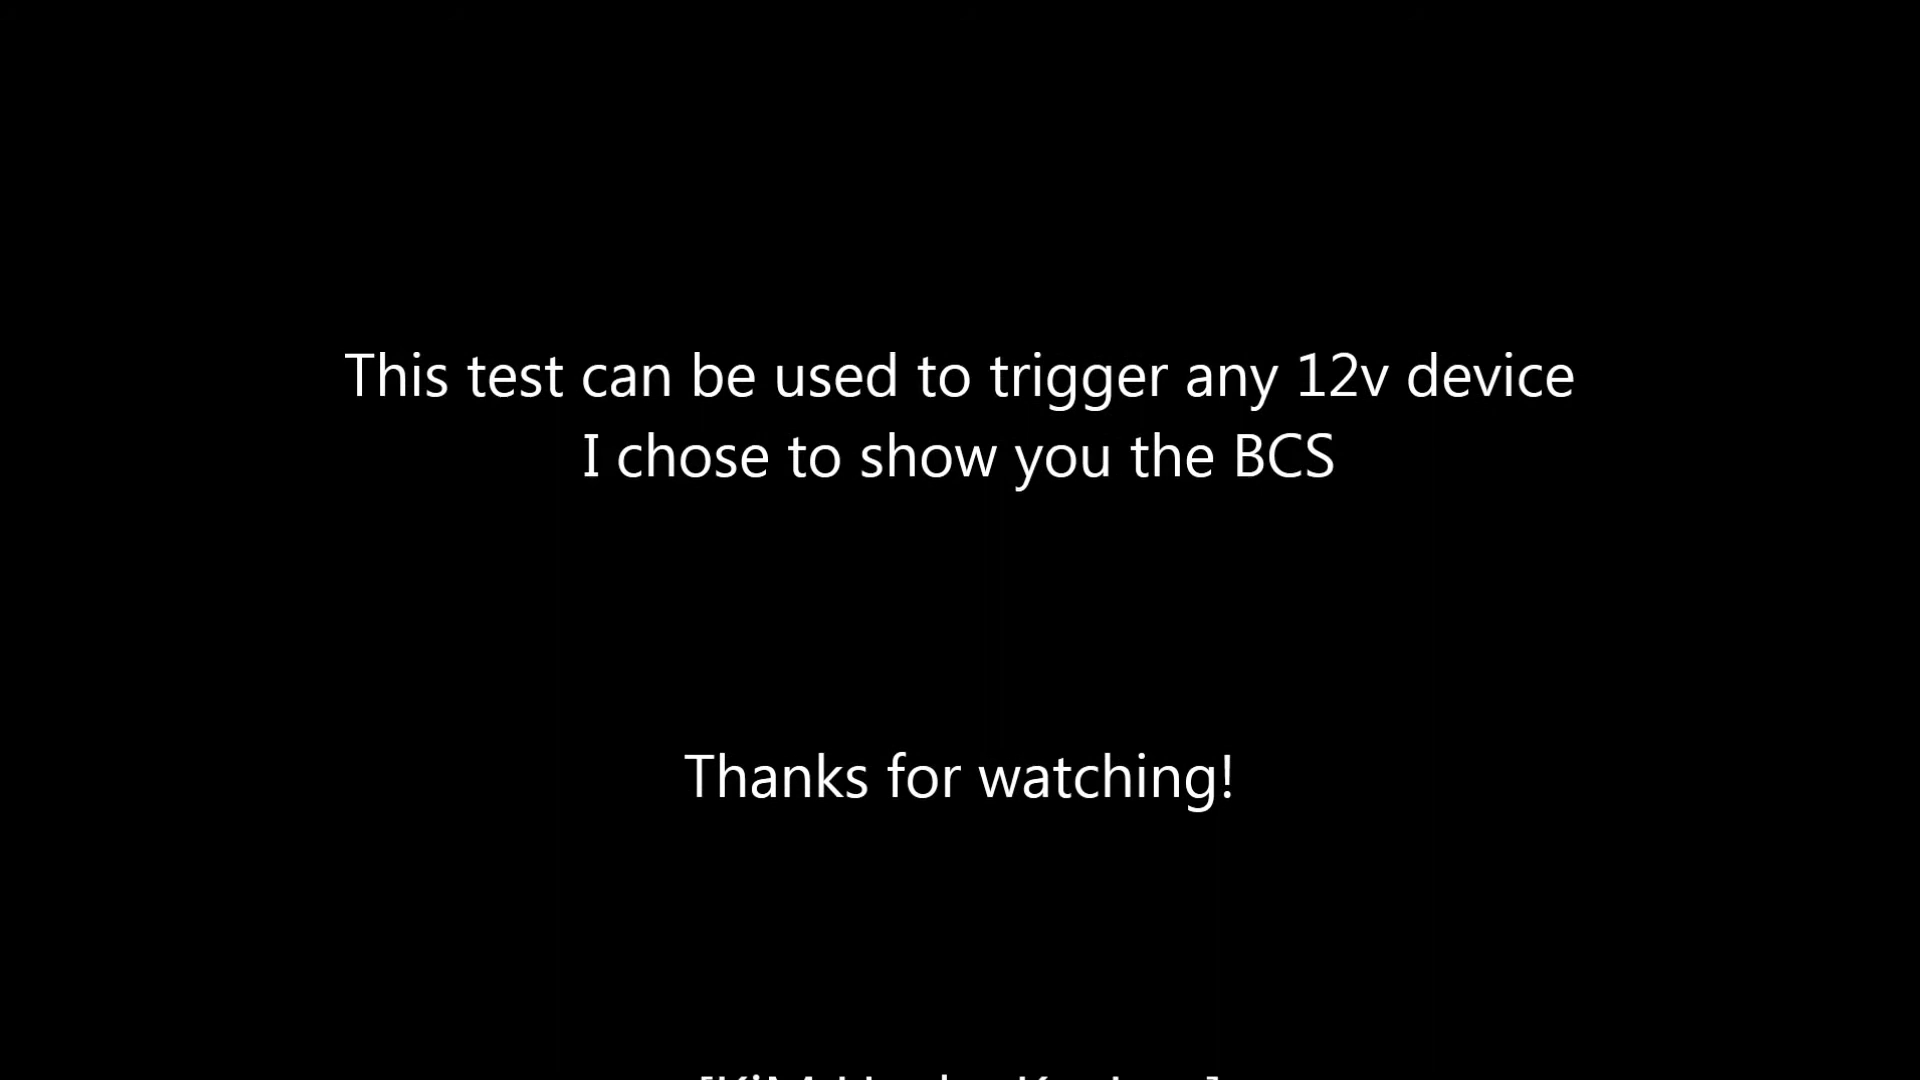 This test can be used to trigger any 12v device
I chose to show you the BCS
Thanks for watching!